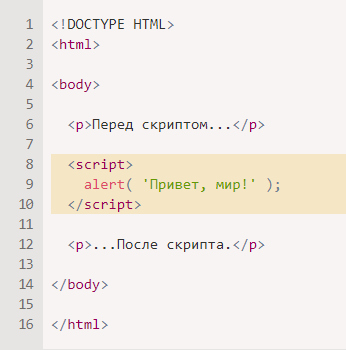 1 <!DOCTYPE HTML>
2 <html>
3
4 <body>
5
6 <p>Перед скриптом...</p>
7
8 <script>
9 alert( 'Привет, мир!' );
10 </script>
11
12 <p>...После скрипта.</p>
13
14 </body>
15
16 </html>